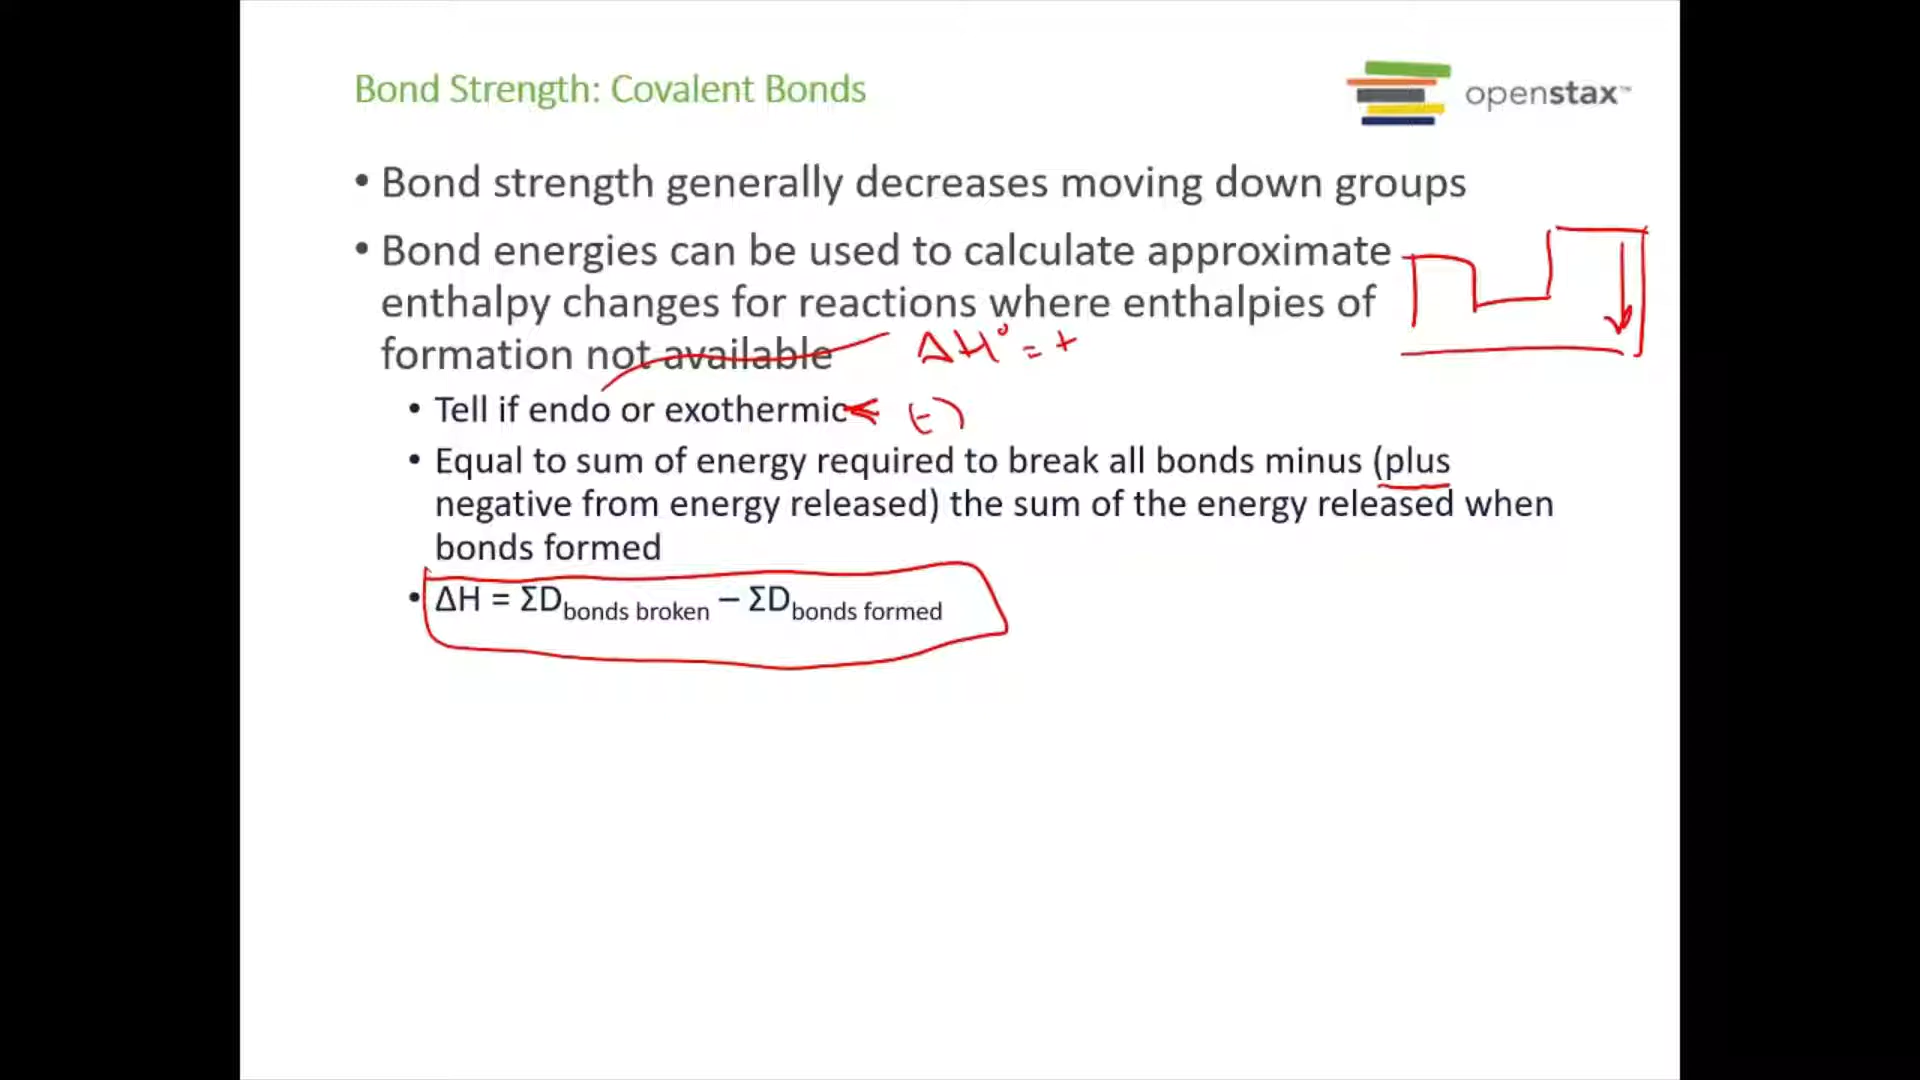 Bond Strength: Covalent Bonds
openstax™
• Bond strength generally decreases moving down groups
• Bond energies can be used to calculate approximate
enthalpy changes for reactions where enthalpies of
formation not available
ΔH° = +
• Tell if endo or exothermic
(-)
• Equal to sum of energy required to break all bonds minus (plus
negative from energy released) the sum of the energy released when
bonds formed
• ΔH = ΣDbonds broken – ΣDbonds formed